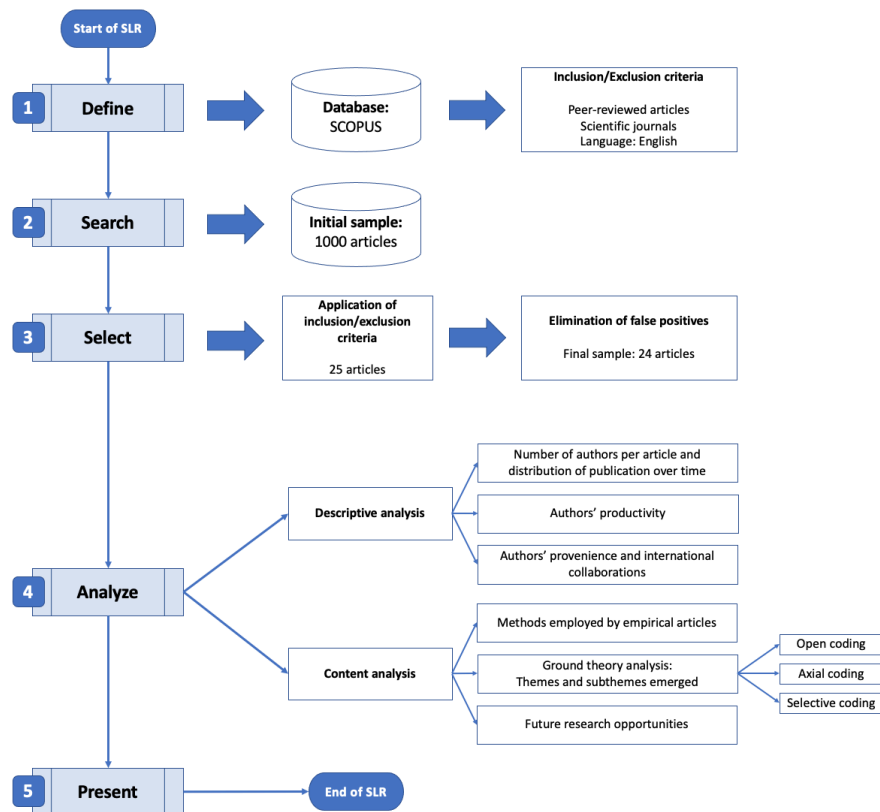 Start of SLR
1
Define
Database:
SCOPUS
Inclusion/Exclusion criteria
Peer-reviewed articles
Scientific journals
Language: English
2
Search
Initial sample:
1000 articles
3
Select
Application of
inclusion/exclusion
criteria
25 articles
Elimination of false positives
Final sample: 24 articles
4
Analyze
Descriptive analysis
Number of authors per article and
distribution of publication over time
Authors’ productivity
Authors’ provenience and international
collaborations
Content analysis
Methods employed by empirical articles
Ground theory analysis:
Themes and subthemes emerged
Open coding
Axial coding
Selective coding
Future research opportunities
5
Present
End of SLR